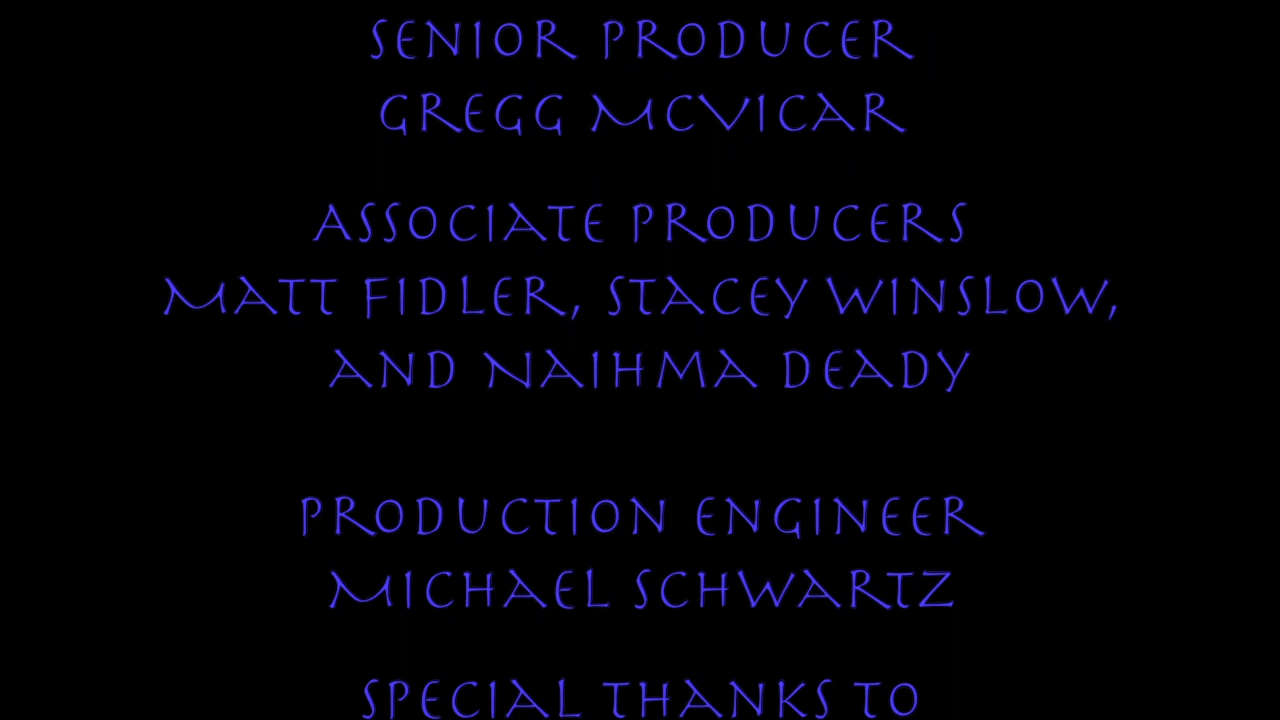 SENIOR PRODUCER
GREGG MCVICAR
ASSOCIATE PRODUCERS
MATT FIDLER, STACEY WINSLOW,
AND NAIHMA DEADY
PRODUCTION ENGINEER
MICHAEL SCHWARTZ
SPECIAL THANKS TO